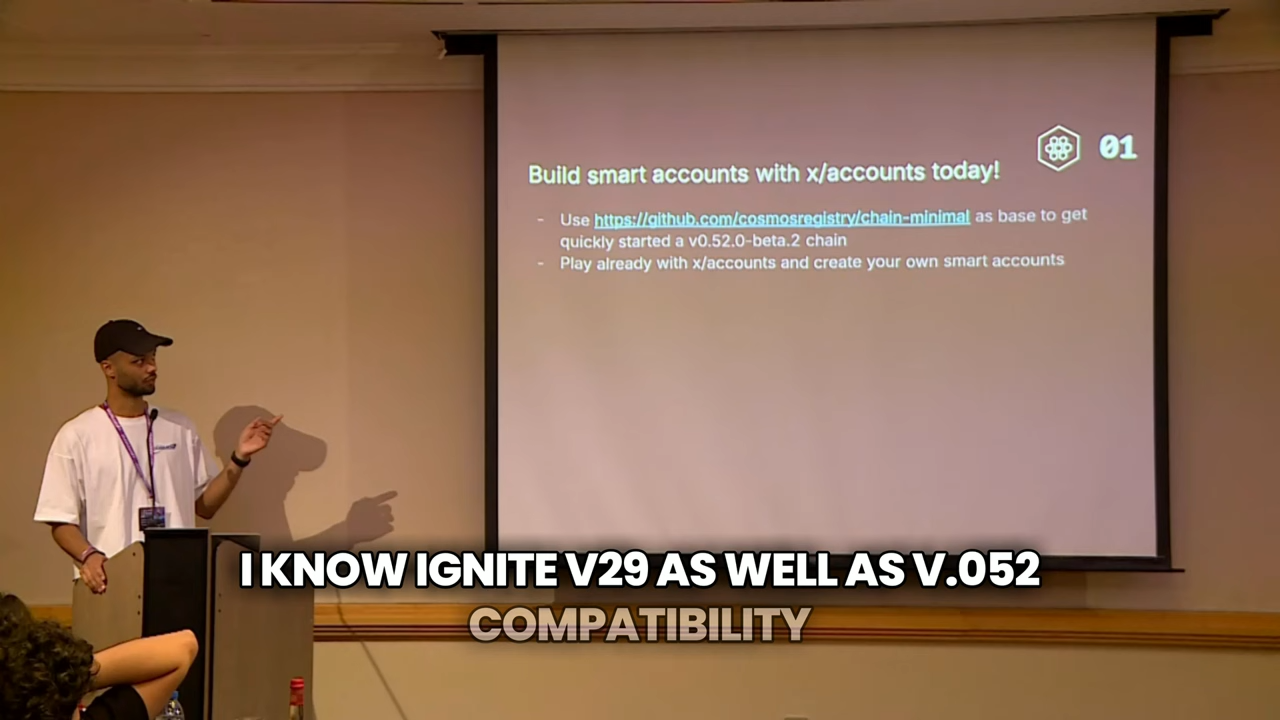 01
Build smart accounts with x/accounts today!
- Use https://github.com/cosmosregistry/chain-minimal as base to get
quickly started a v0.52.0-beta.2 chain
- Play already with x/accounts and create your own smart accounts
I KNOW IGNITE V29 AS WELL AS V.052
COMPATIBILITY